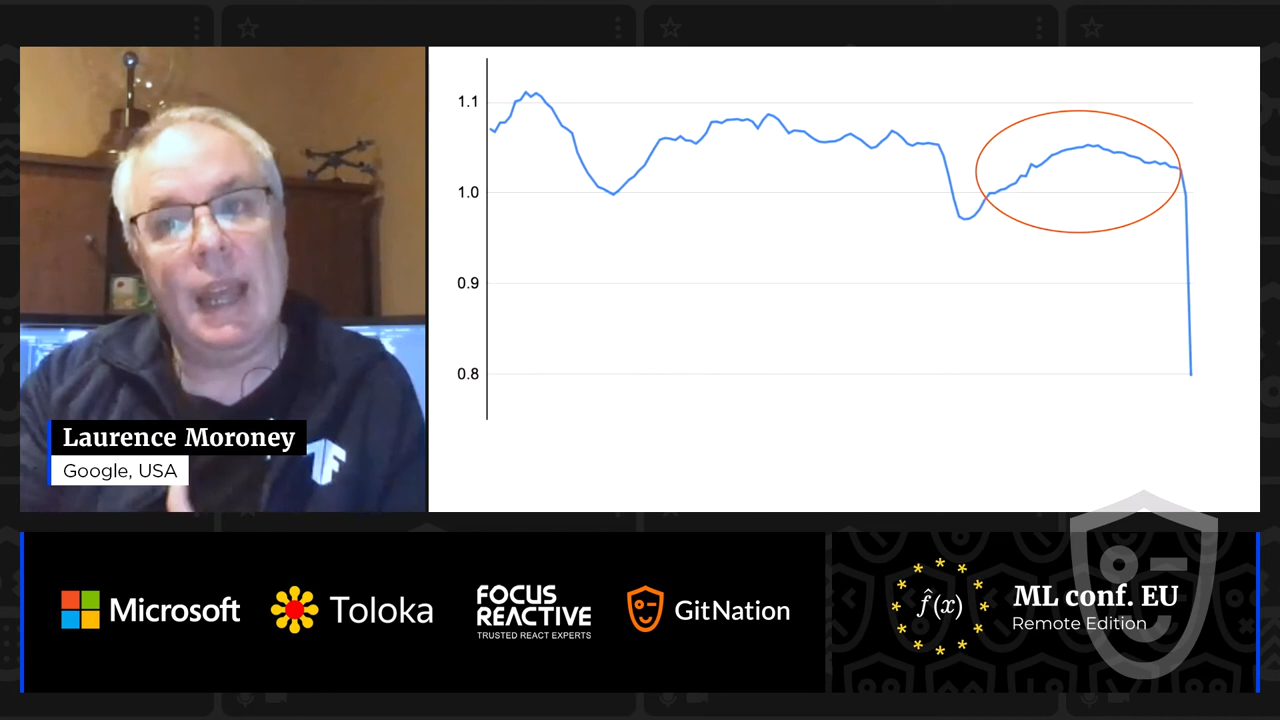 1.1
1.0
0.9
0.8
Laurence Moroney
Google, USA
TF
Microsoft
Toloka
FOCUS
REACTIVE
TRUSTED REACT EXPERTS
GitNation
f̂(x)
ML conf. EU
Remote Edition